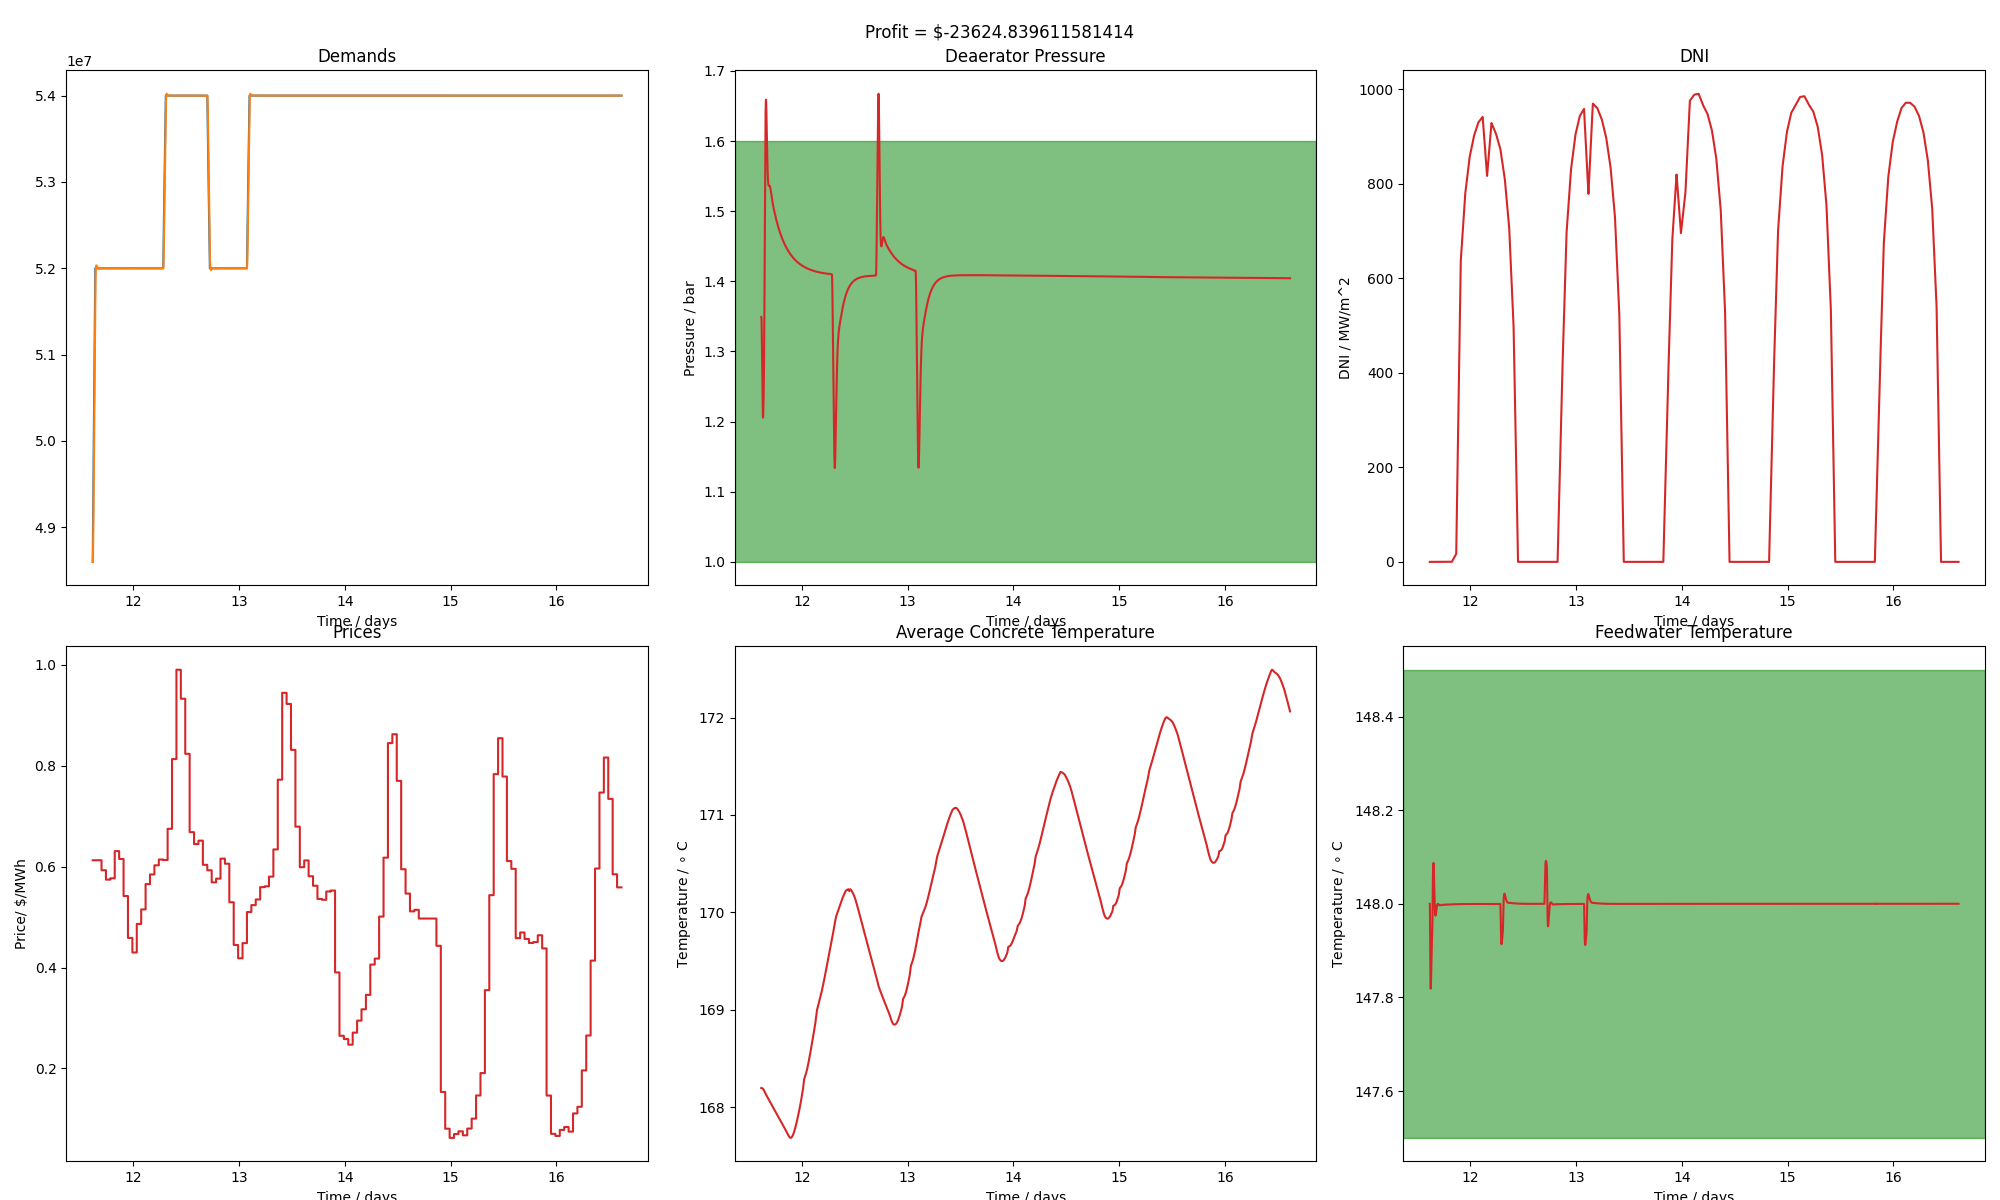 Profit = $-23624.839611581414
Demands
1e7
5.4
5.3
5.2
5.1
5.0
4.9
12 13 14 15 16
Time / days
Deaerator Pressure
Pressure / bar
1.7
1.6
1.5
1.4
1.3
1.2
1.1
1.0
12 13 14 15 16
Time / days
DNI
DNI / MW/m^2
1000
800
600
400
200
0
12 13 14 15 16
Time / days
Prices
Price/ $/MWh
1.0
0.8
0.6
0.4
0.2
12 13 14 15 16
Time / days
Average Concrete Temperature
Temperature / ∘ C
172
171
170
169
168
12 13 14 15 16
Time / days
Feedwater Temperature
Temperature / ∘ C
148.4
148.2
148.0
147.8
147.6
12 13 14 15 16
Time / days